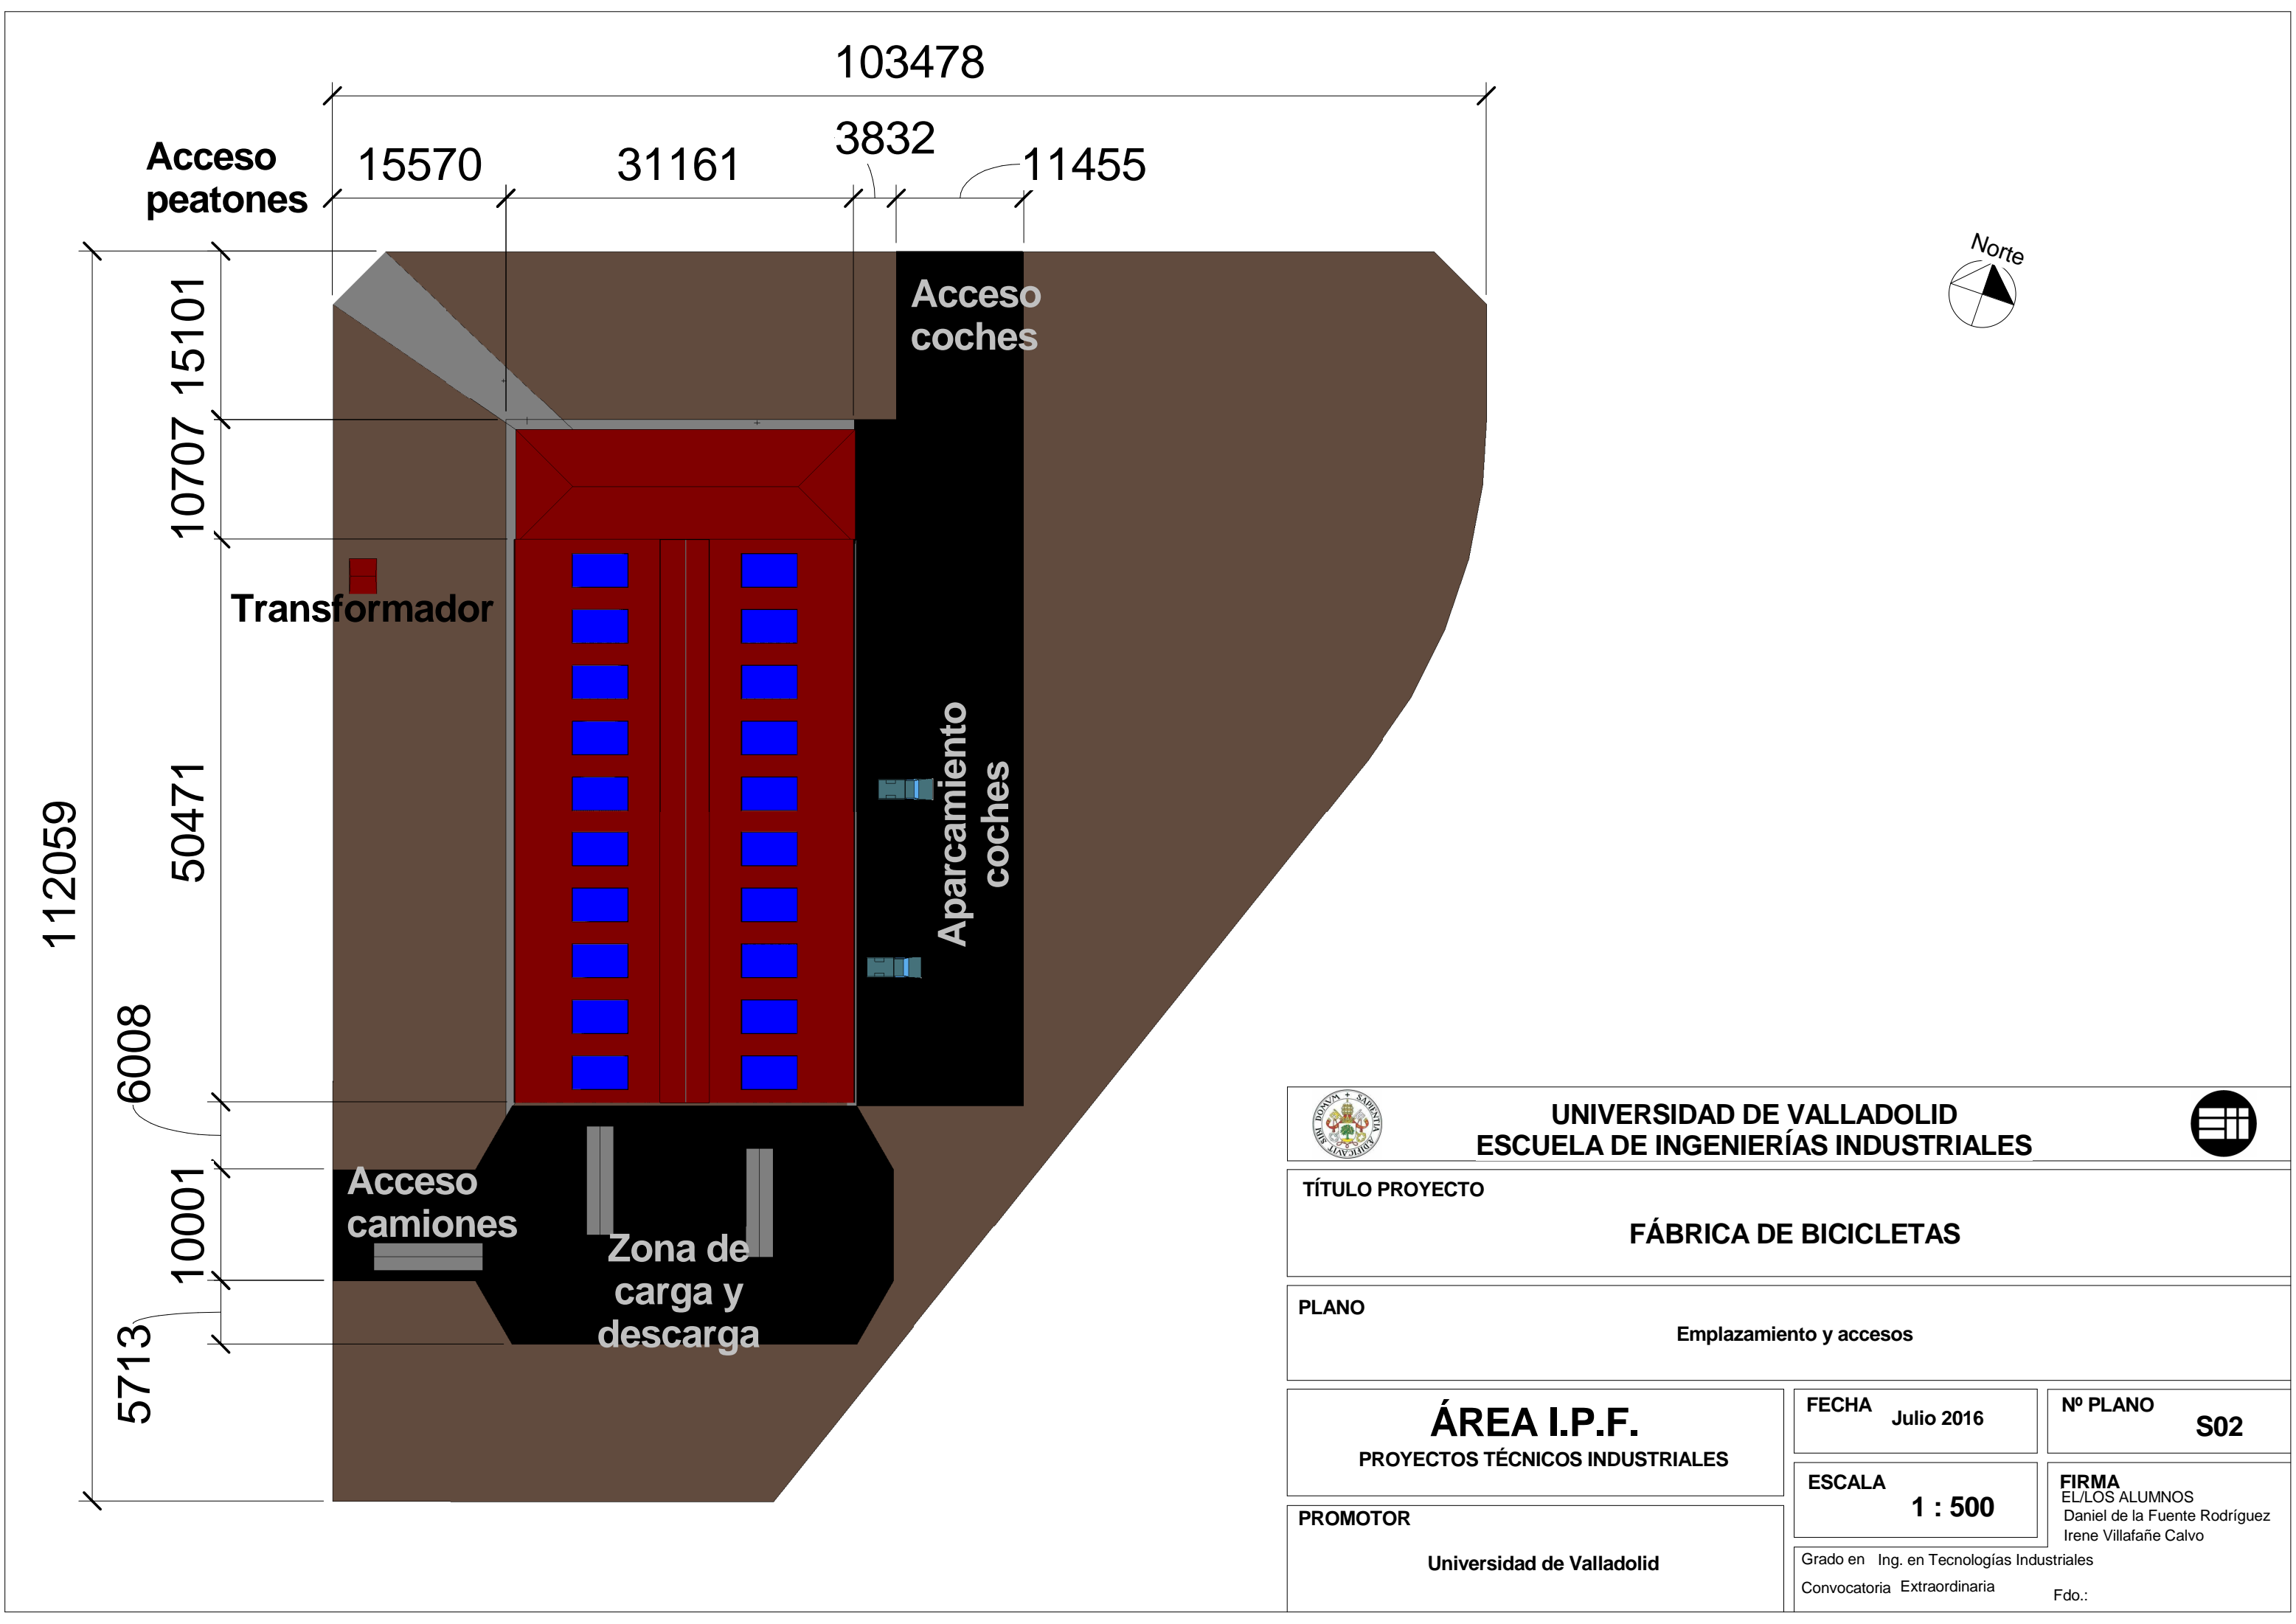 103478
3832
15570
31161
11455
Acceso
peatones
Norte
15101
Acceso
coches
10707
Transformador
50471
112059
Aparcamiento
coches
6008
10001
5713
Acceso
camiones
Zona de
carga y
descarga
UNIVERSIDAD DE VALLADOLID
ESCUELA DE INGENIERÍAS INDUSTRIALES
TÍTULO PROYECTO
FÁBRICA DE BICICLETAS
PLANO
Emplazamiento y accesos
ÁREA I.P.F.
PROYECTOS TÉCNICOS INDUSTRIALES
FECHA
Julio 2016
Nº PLANO
S02
ESCALA
1 : 500
FIRMA
EL/LOS ALUMNOS
Daniel de la Fuente Rodríguez
Irene Villafañe Calvo
PROMOTOR
Universidad de Valladolid
Grado en Ing. en Tecnologías Industriales
Convocatoria Extraordinaria
Fdo.: